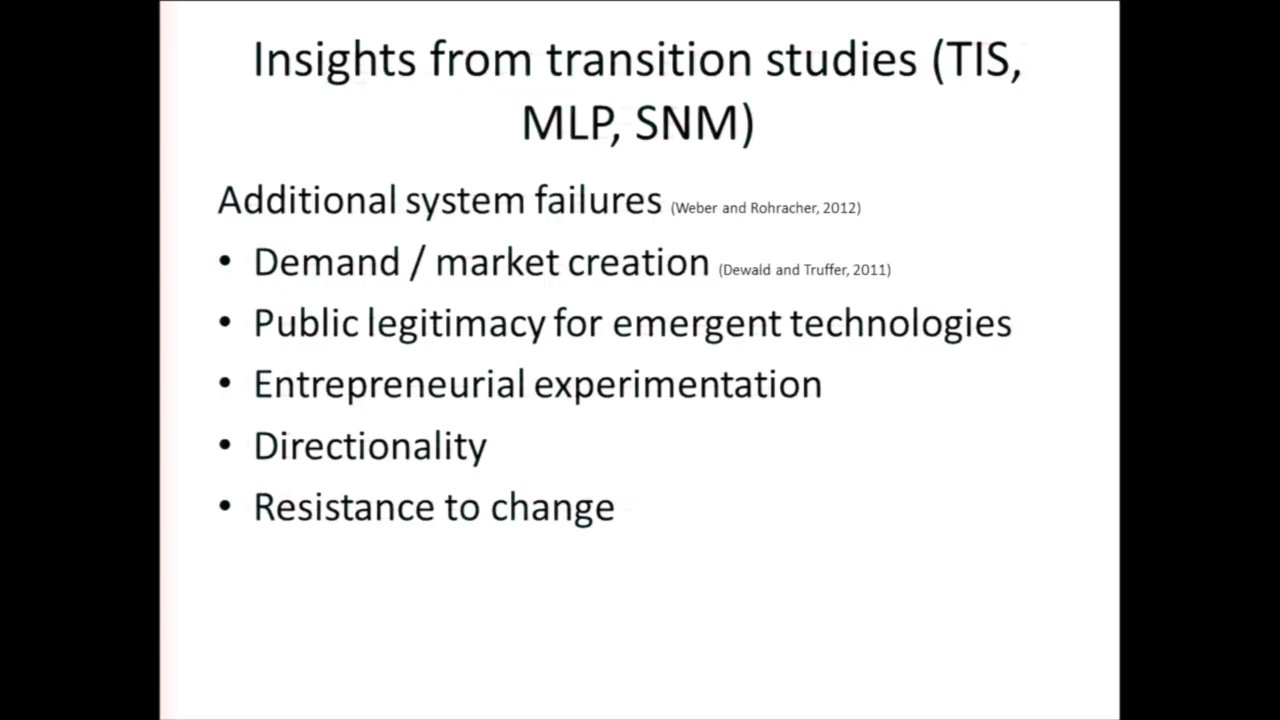 Insights from transition studies (TIS,
MLP, SNM)
Additional system failures (Weber and Rohracher, 2012)
• Demand / market creation (Dewald and Truffer, 2011)
• Public legitimacy for emergent technologies
• Entrepreneurial experimentation
• Directionality
• Resistance to change